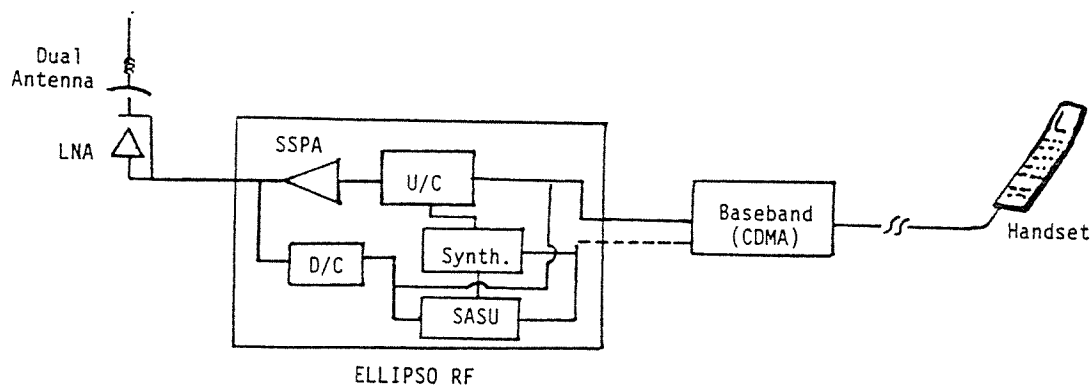 Dual
Antenna
LNA
SSPA
U/C
D/C
Synth.
SASU
ELLIPSO RF
Baseband
(CDMA)
Handset